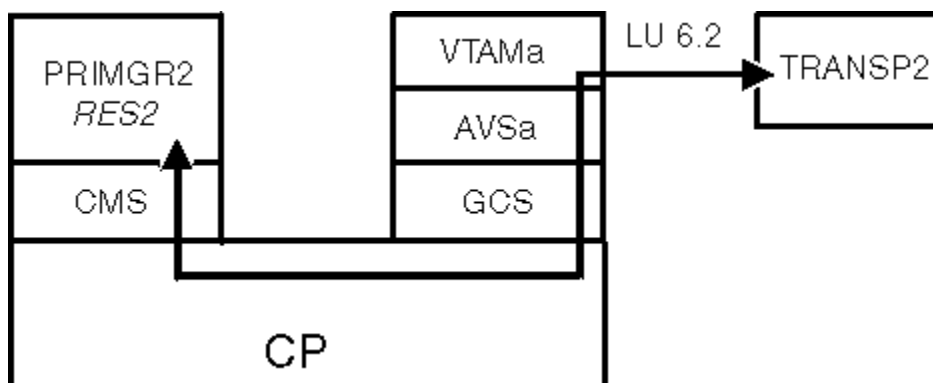 PRIMGR2
RES2
CMS
VTAMa
AVSa
GCS
LU 6.2
TRANSP2
CP